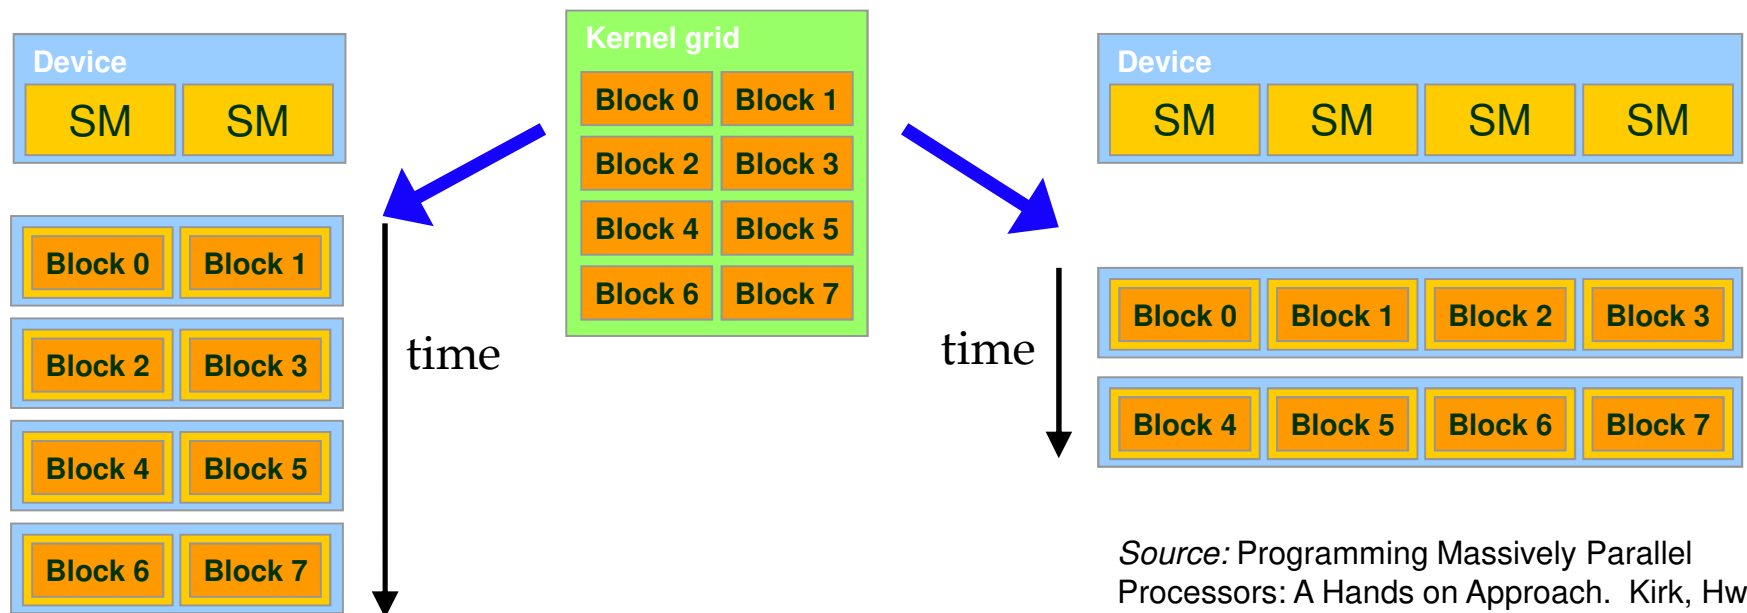 Device
SM SM
Block 0 Block 1
Block 2 Block 3
Block 4 Block 5
Block 6 Block 7
time
Kernel grid
Block 0 Block 1
Block 2 Block 3
Block 4 Block 5
Block 6 Block 7
Device
SM SM SM SM
time
Block 0 Block 1 Block 2 Block 3
Block 4 Block 5 Block 6 Block 7
Source: Programming Massively Parallel
Processors: A Hands on Approach. Kirk, Hw